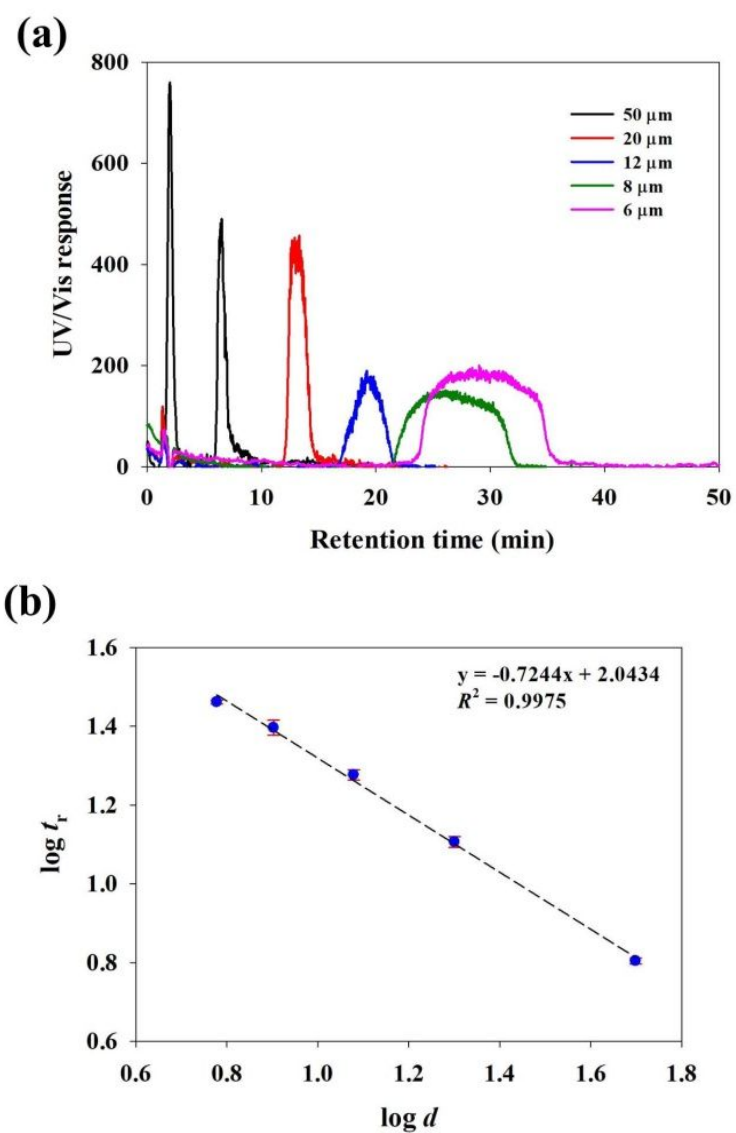 (a)
800
600
400
200
0
UV/Vis response
50 µm
20 µm
12 µm
8 µm
6 µm
0 10 20 30 40 50
Retention time (min)
(b)
1.6
1.4
1.2
1.0
0.8
0.6
log tr
y = -0.7244x + 2.0434
R² = 0.9975
0.6 0.8 1.0 1.2 1.4 1.6 1.8
log d